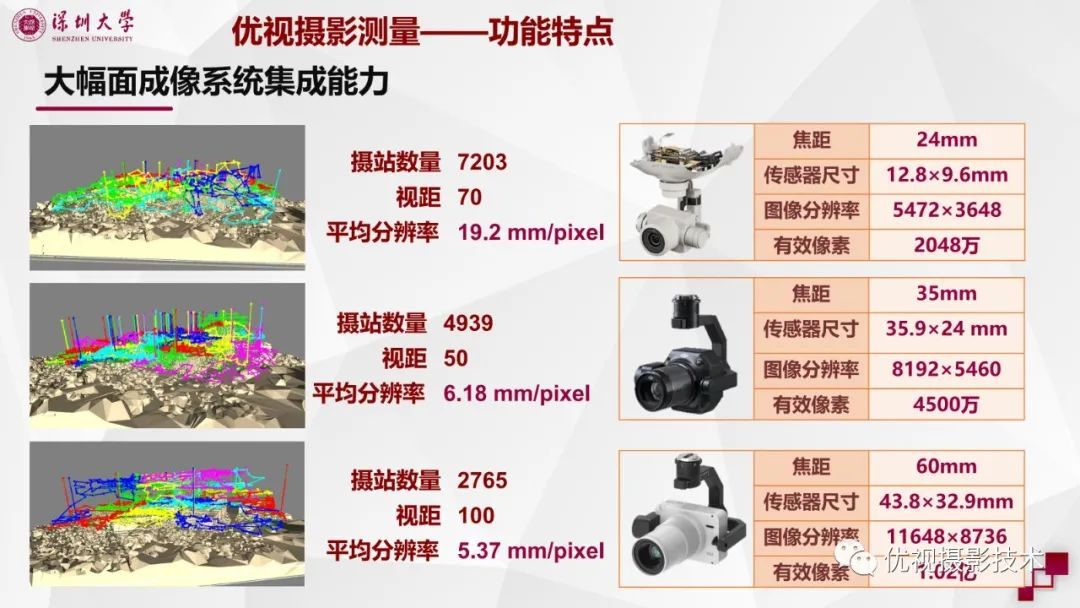 深圳大学
SHENZHEN UNIVERSITY
优视摄影测量——功能特点
大幅面成像系统集成能力
摄站数量 7203
视距 70
平均分辨率 19.2 mm/pixel
焦距 24mm
传感器尺寸 12.8×9.6mm
图像分辨率 5472×3648
有效像素 2048万
摄站数量 4939
视距 50
平均分辨率 6.18 mm/pixel
焦距 35mm
传感器尺寸 35.9×24 mm
图像分辨率 8192×5460
有效像素 4500万
摄站数量 2765
视距 100
平均分辨率 5.37 mm/pixel
焦距 60mm
传感器尺寸 43.8×32.9mm
图像分辨率 11648×8736
有效像素 1.02亿
优视摄影技术